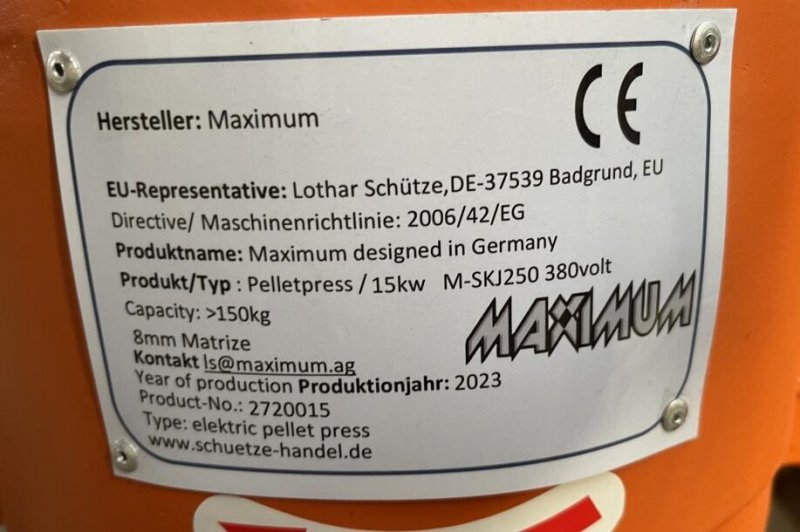 CE
Hersteller: Maximum
EU-Representative: Lothar Schütze,DE-37539 Badgrund, EU
Directive/ Maschinenrichtlinie: 2006/42/EG
Produktname: Maximum designed in Germany
Produkt/Typ : Pelletpress / 15kw M-SKJ250 380volt
Capacity: >150kg
8mm Matrize
MAXIMUM
Kontakt ls@maximum.ag
Year of production Produktionjahr: 2023
Product-No.: 2720015
Type: elektric pellet press
www.schuetze-handel.de